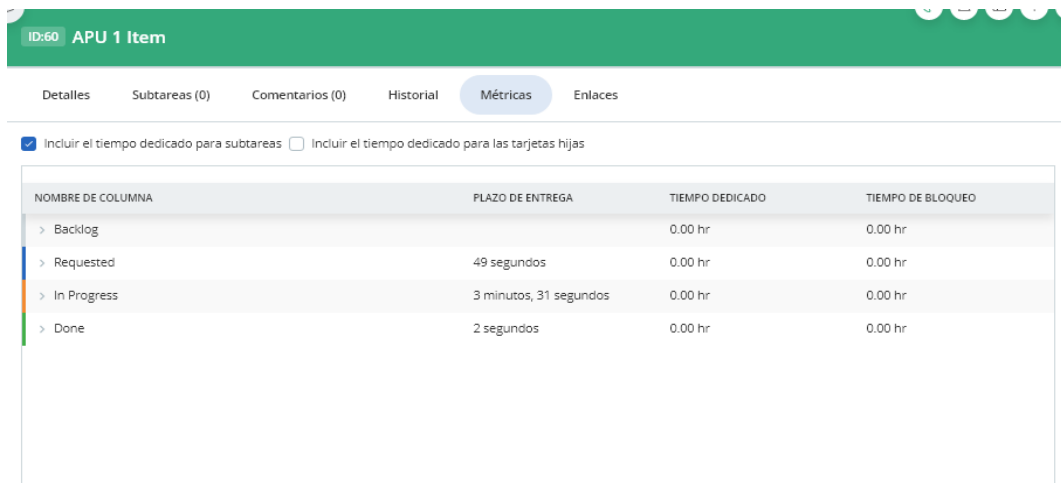 ID:60 APU 1 Item
Detalles Subtareas (0) Comentarios (0) Historial Métricas Enlaces
Incluir el tiempo dedicado para subtareas Incluir el tiempo dedicado para las tarjetas hijas
NOMBRE DE COLUMNA PLAZO DE ENTREGA TIEMPO DEDICADO TIEMPO DE BLOQUEO
Backlog 0.00 hr 0.00 hr
Requested 49 segundos 0.00 hr 0.00 hr
In Progress 3 minutos, 31 segundos 0.00 hr 0.00 hr
Done 2 segundos 0.00 hr 0.00 hr